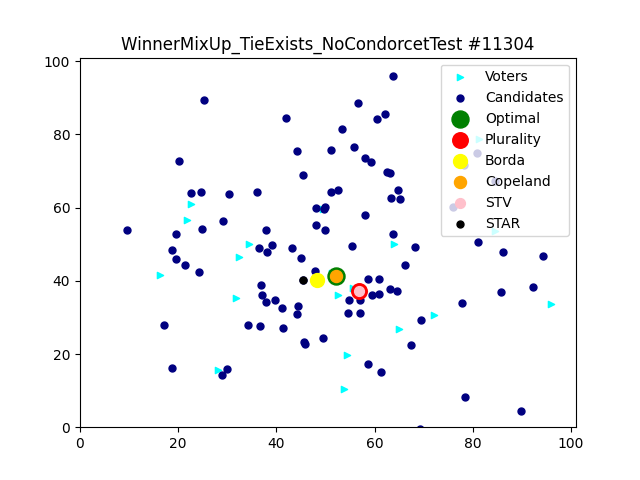 WinnerMixUp_TieExists_NoCondorcetTest #11304
100
80
60
40
20
0
0 20 40 60 80 100
Voters
Candidates
Optimal
Plurality
Borda
Copeland
STV
STAR